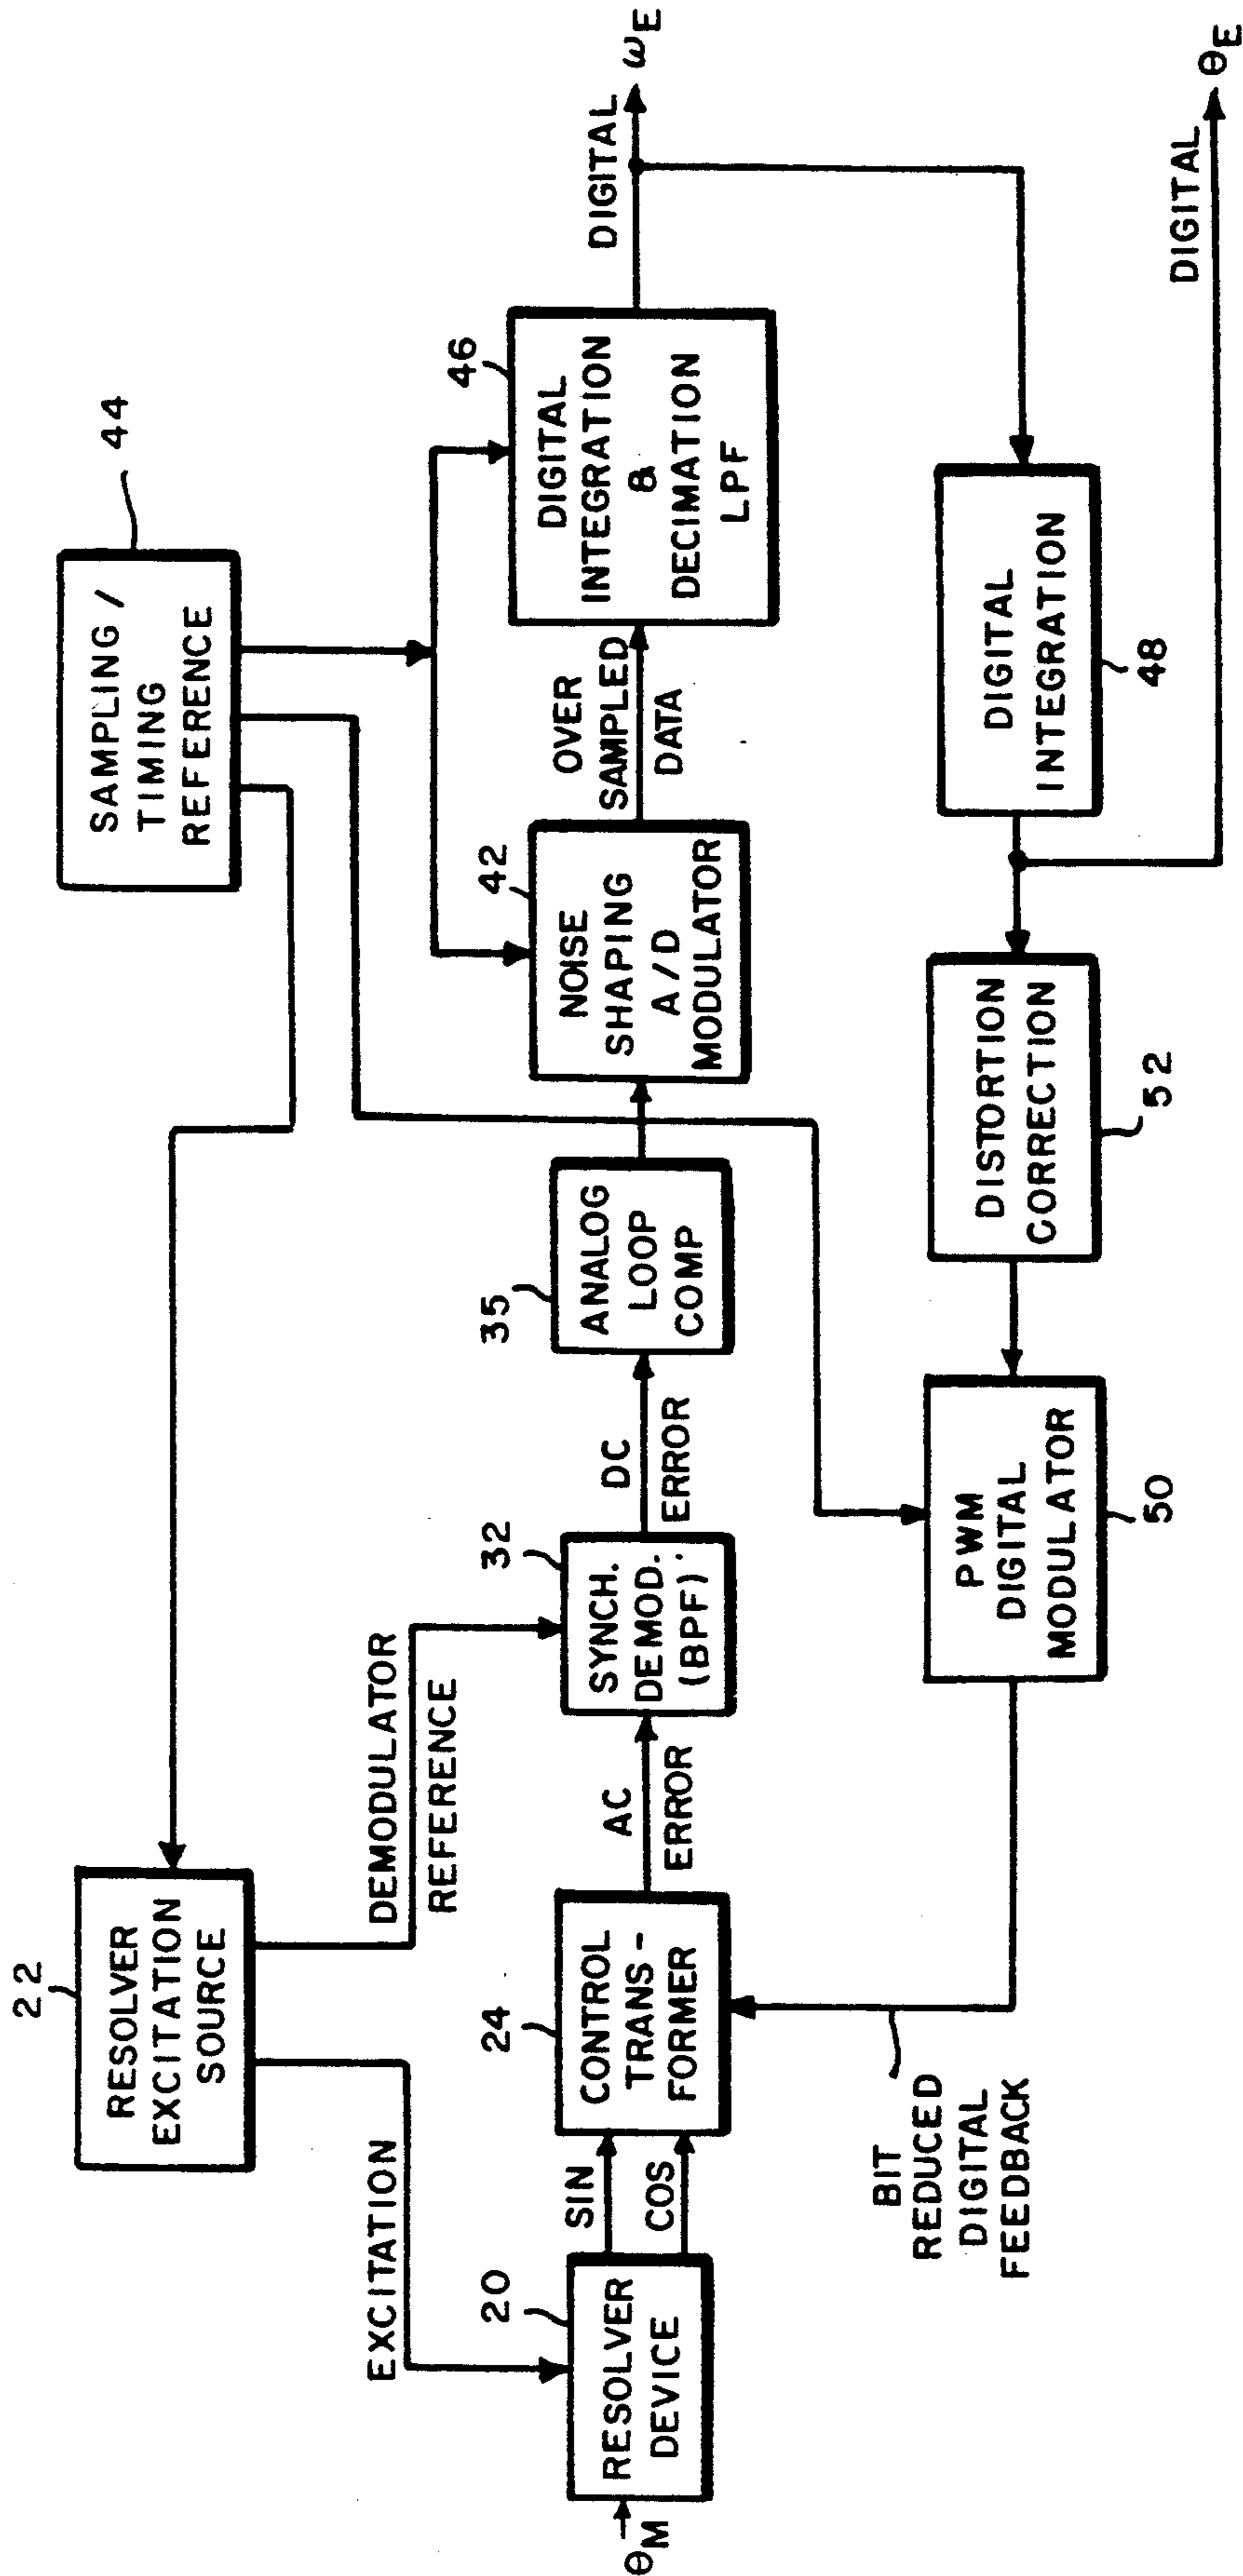 22
RESOLVER
EXCITATION
SOURCE
SAMPLING /
TIMING
REFERENCE
44
EXCITATION
DEMODULATOR
REFERENCE
θM
20
RESOLVER
DEVICE
SIN
COS
24
CONTROL
TRANS-
FORMER
AC
ERROR
32
SYNCH.
DEMOD.
(BPF)
DC
ERROR
35
ANALOG
LOOP
COMP
42
NOISE
SHAPING
A/D
MODULATOR
OVER
SAMPLED
DATA
46
DIGITAL
INTEGRATION
&
DECIMATION
LPF
DIGITAL
ωE
BIT
REDUCED
DIGITAL
FEEDBACK
PWM
DIGITAL
MODULATOR
50
DISTORTION
CORRECTION
52
DIGITAL
INTEGRATION
48
DIGITAL
θE